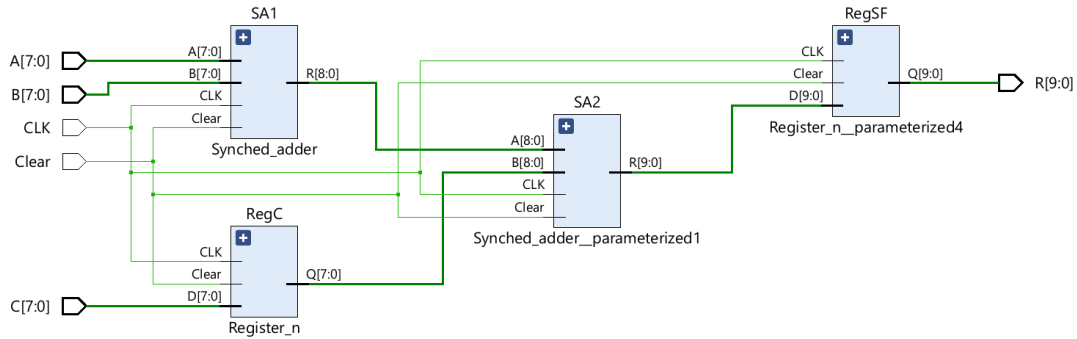 SA1
RegSF
A[7:0]
A[7:0]
R[8:0]
CLK
B[7:0]
B[7:0]
Clear
Q[9:0]
R[9:0]
CLK
CLK
SA2
D[9:0]
Clear
Register_n__parameterized4
Clear
Synched_adder
A[8:0]
B[8:0]
R[9:0]
CLK
Clear
RegC
Synched_adder__parameterized1
CLK
Clear
Q[7:0]
C[7:0]
D[7:0]
Register_n